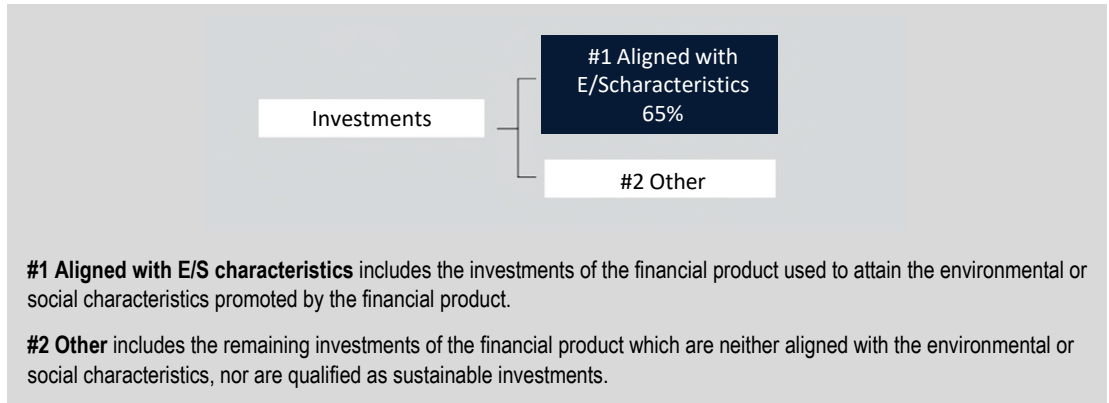 #1 Aligned with
E/Scharacteristics
65%
Investments
#2 Other
#1 Aligned with E/S characteristics includes the investments of the financial product used to attain the environmental or
social characteristics promoted by the financial product.
#2 Other includes the remaining investments of the financial product which are neither aligned with the environmental or
social characteristics, nor are qualified as sustainable investments.